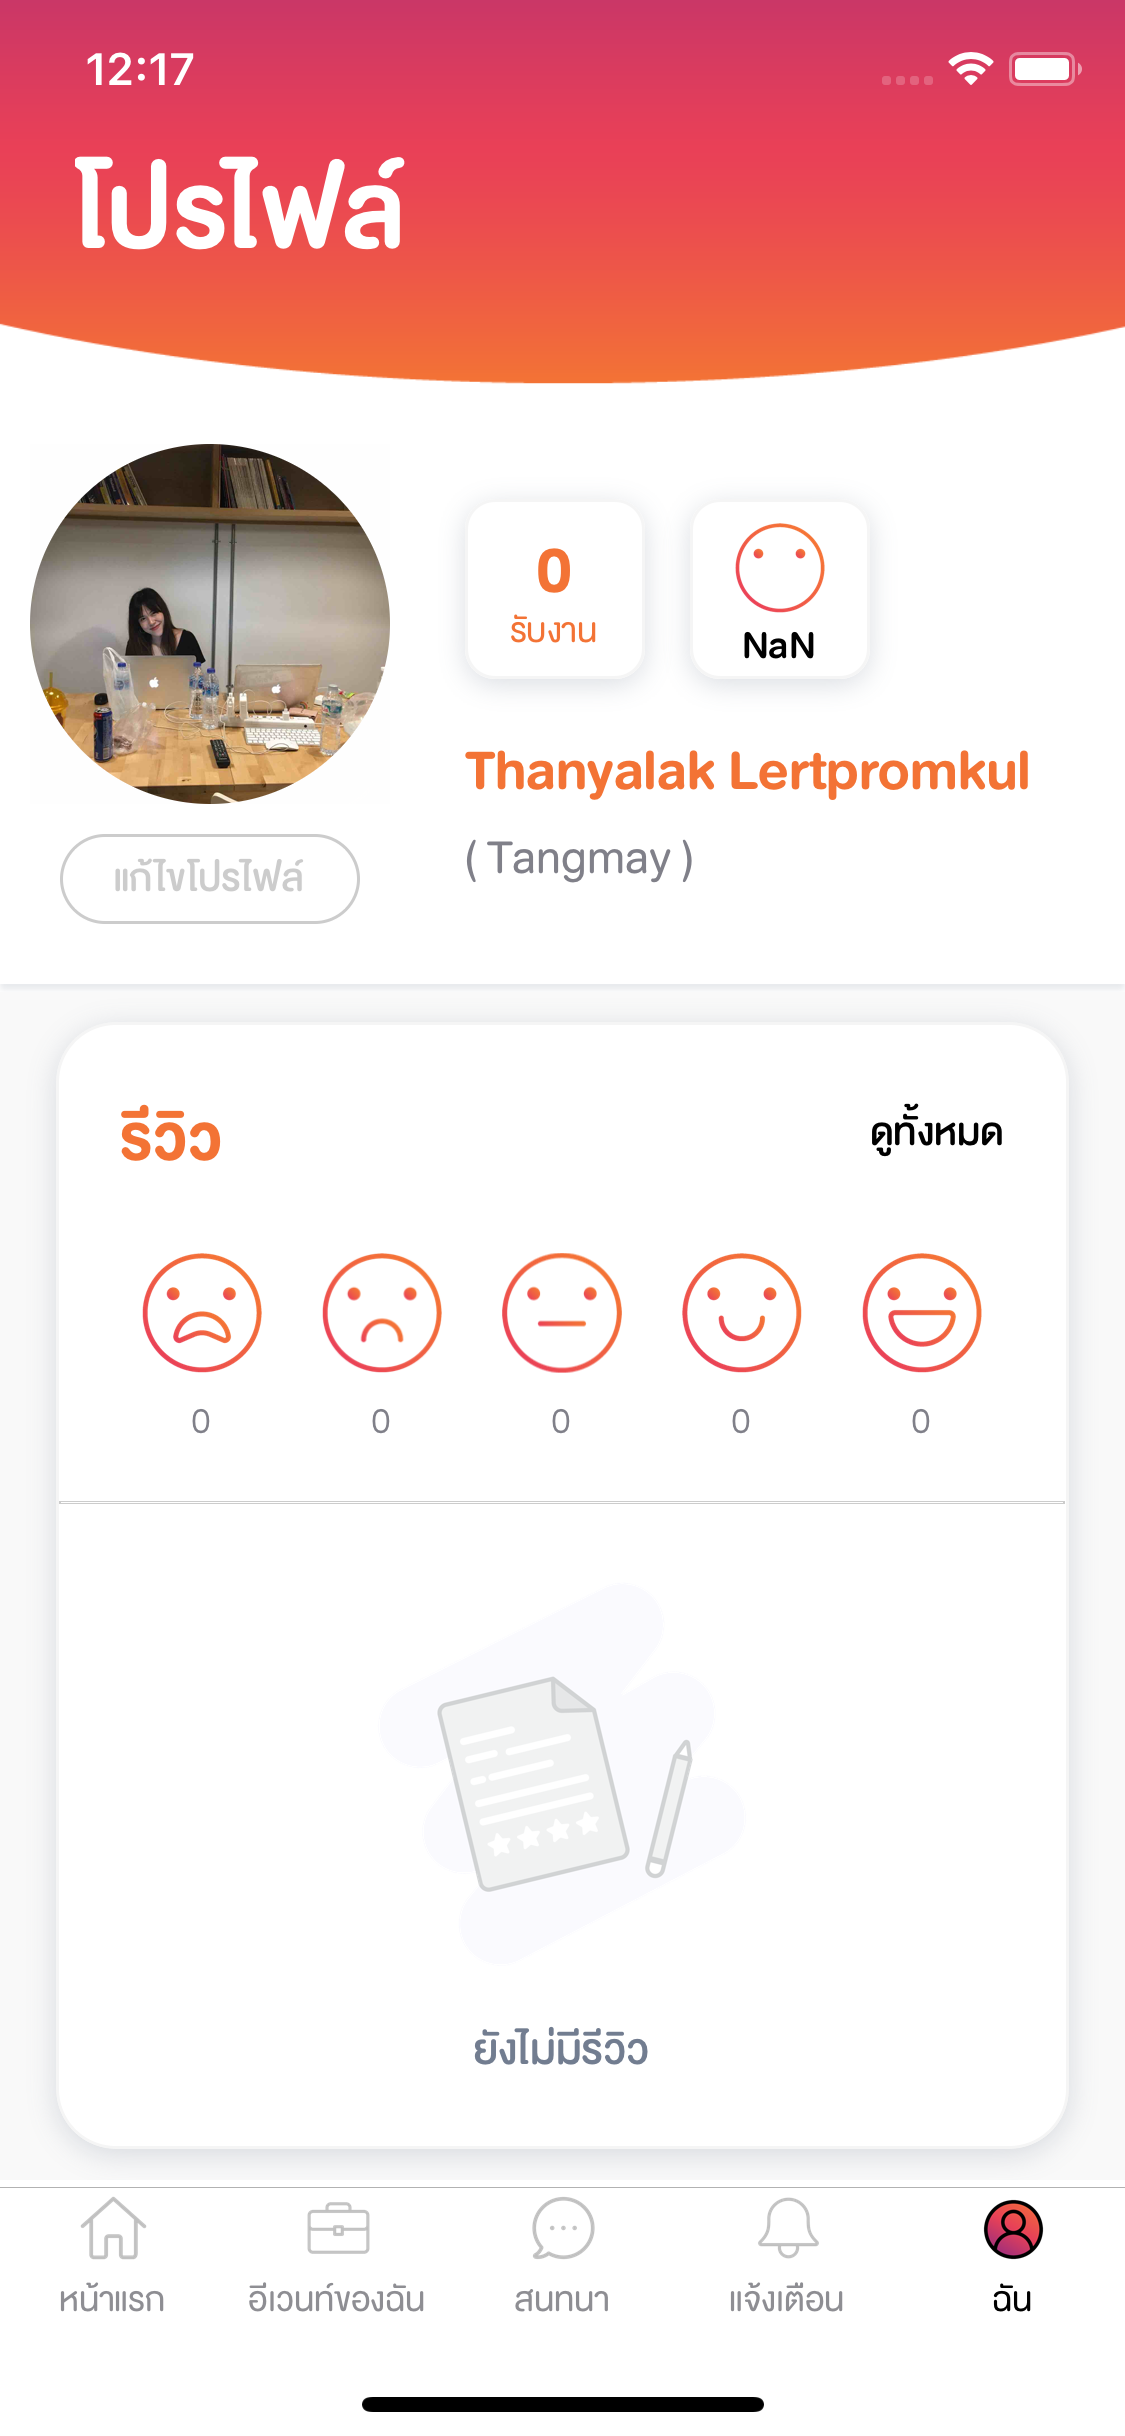 12:17
โปรไฟล์
0
รับงาน
NaN
Thanyalak Lertpromkul
( Tangmay )
แก้ไขโปรไฟล์
รีวิว
ดูทั้งหมด
0 0 0 0 0
ยังไม่มีรีวิว
หน้าแรก อีเวนท์ของฉัน สนทนา แจ้งเตือน ฉัน